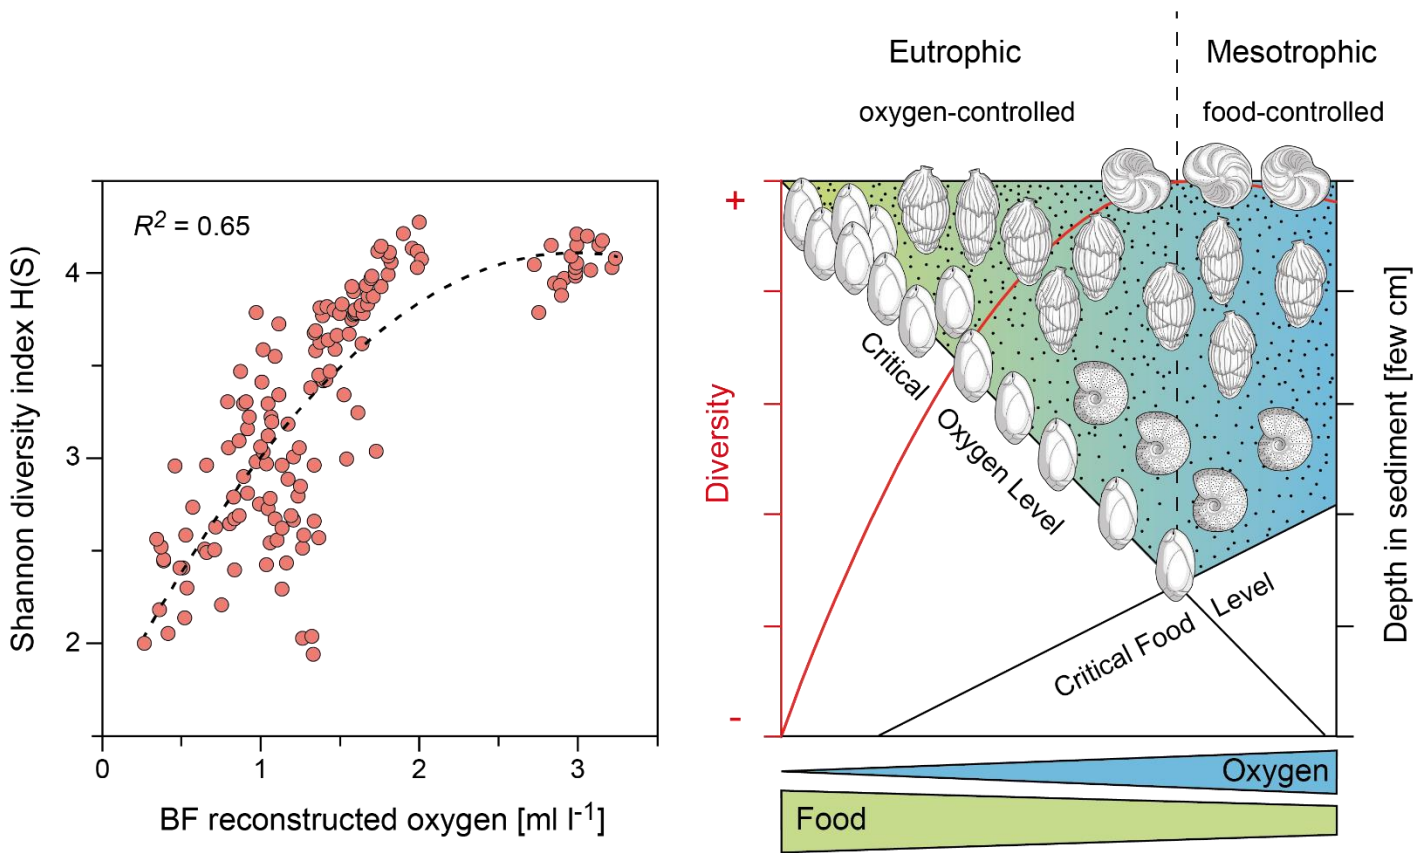 Shannon diversity index H(S)
R² = 0.65
4
3
2
0
1
2
3
BF reconstructed oxygen [ml l⁻¹]
Eutrophic
oxygen-controlled
Mesotrophic
food-controlled
+
Diversity
-
Critical Oxygen Level
Critical Food Level
Depth in sediment [few cm]
Oxygen
Food